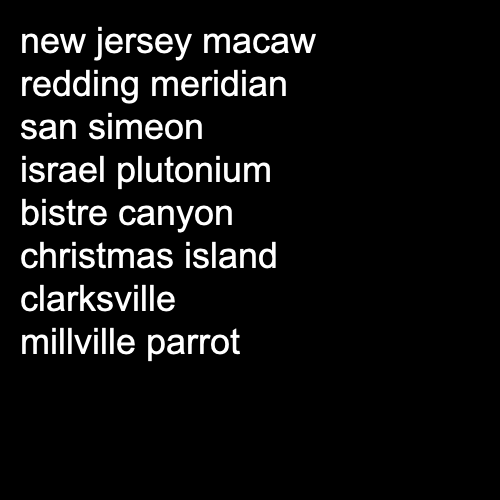 new jersey macaw
redding meridian
san simeon
israel plutonium
bistre canyon
christmas island
clarksville
millville parrot